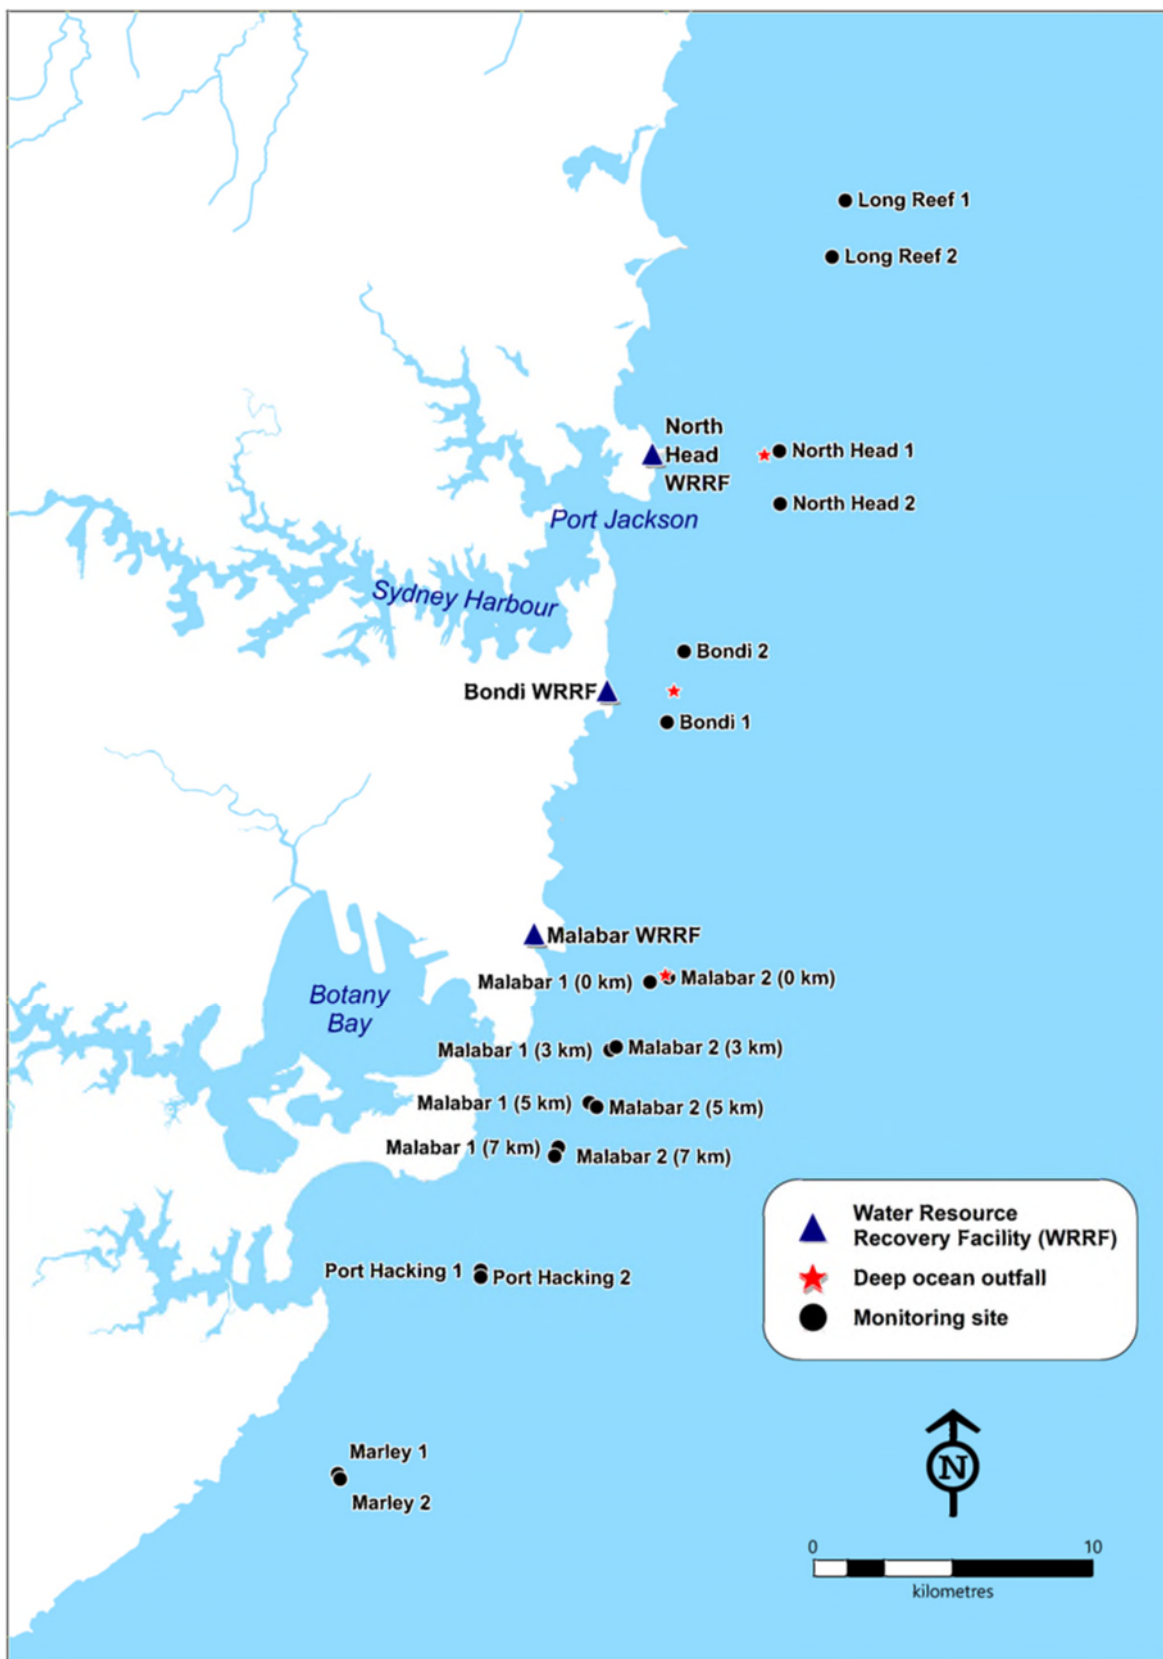 Long Reef 1
Long Reef 2
North
Head
WRRF
North Head 1
North Head 2
Port Jackson
Sydney Harbour
Bondi 2
Bondi WRRF
Bondi 1
Malabar WRRF
Malabar 1 (0 km)
Malabar 2 (0 km)
Botany
Bay
Malabar 1 (3 km)
Malabar 2 (3 km)
Malabar 1 (5 km)
Malabar 2 (5 km)
Malabar 1 (7 km)
Malabar 2 (7 km)
Water Resource
Recovery Facility (WRRF)
Deep ocean outfall
Monitoring site
Port Hacking 1
Port Hacking 2
Marley 1
Marley 2
N
0 10
kilometres